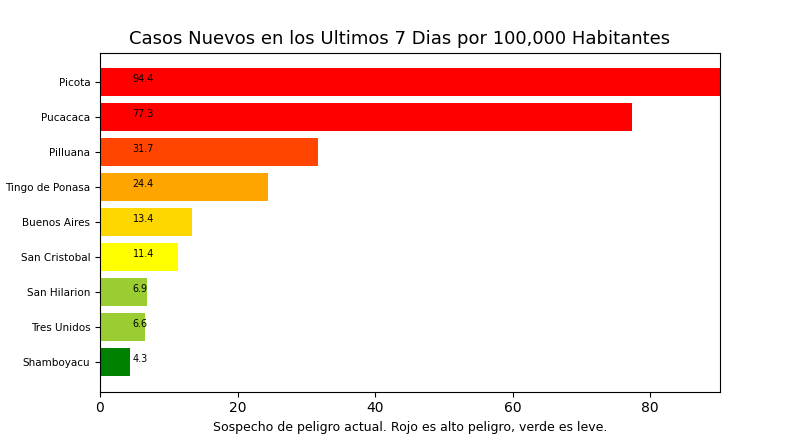 Casos Nuevos en los Ultimos 7 Dias por 100,000 Habitantes
Picota 94.4
Pucacaca 77.3
Pilluana 31.7
Tingo de Ponasa 24.4
Buenos Aires 13.4
San Cristobal 11.4
San Hilarion 6.9
Tres Unidos 6.6
Shamboyacu 4.3
0 20 40 60 80
Sospecho de peligro actual. Rojo es alto peligro, verde es leve.